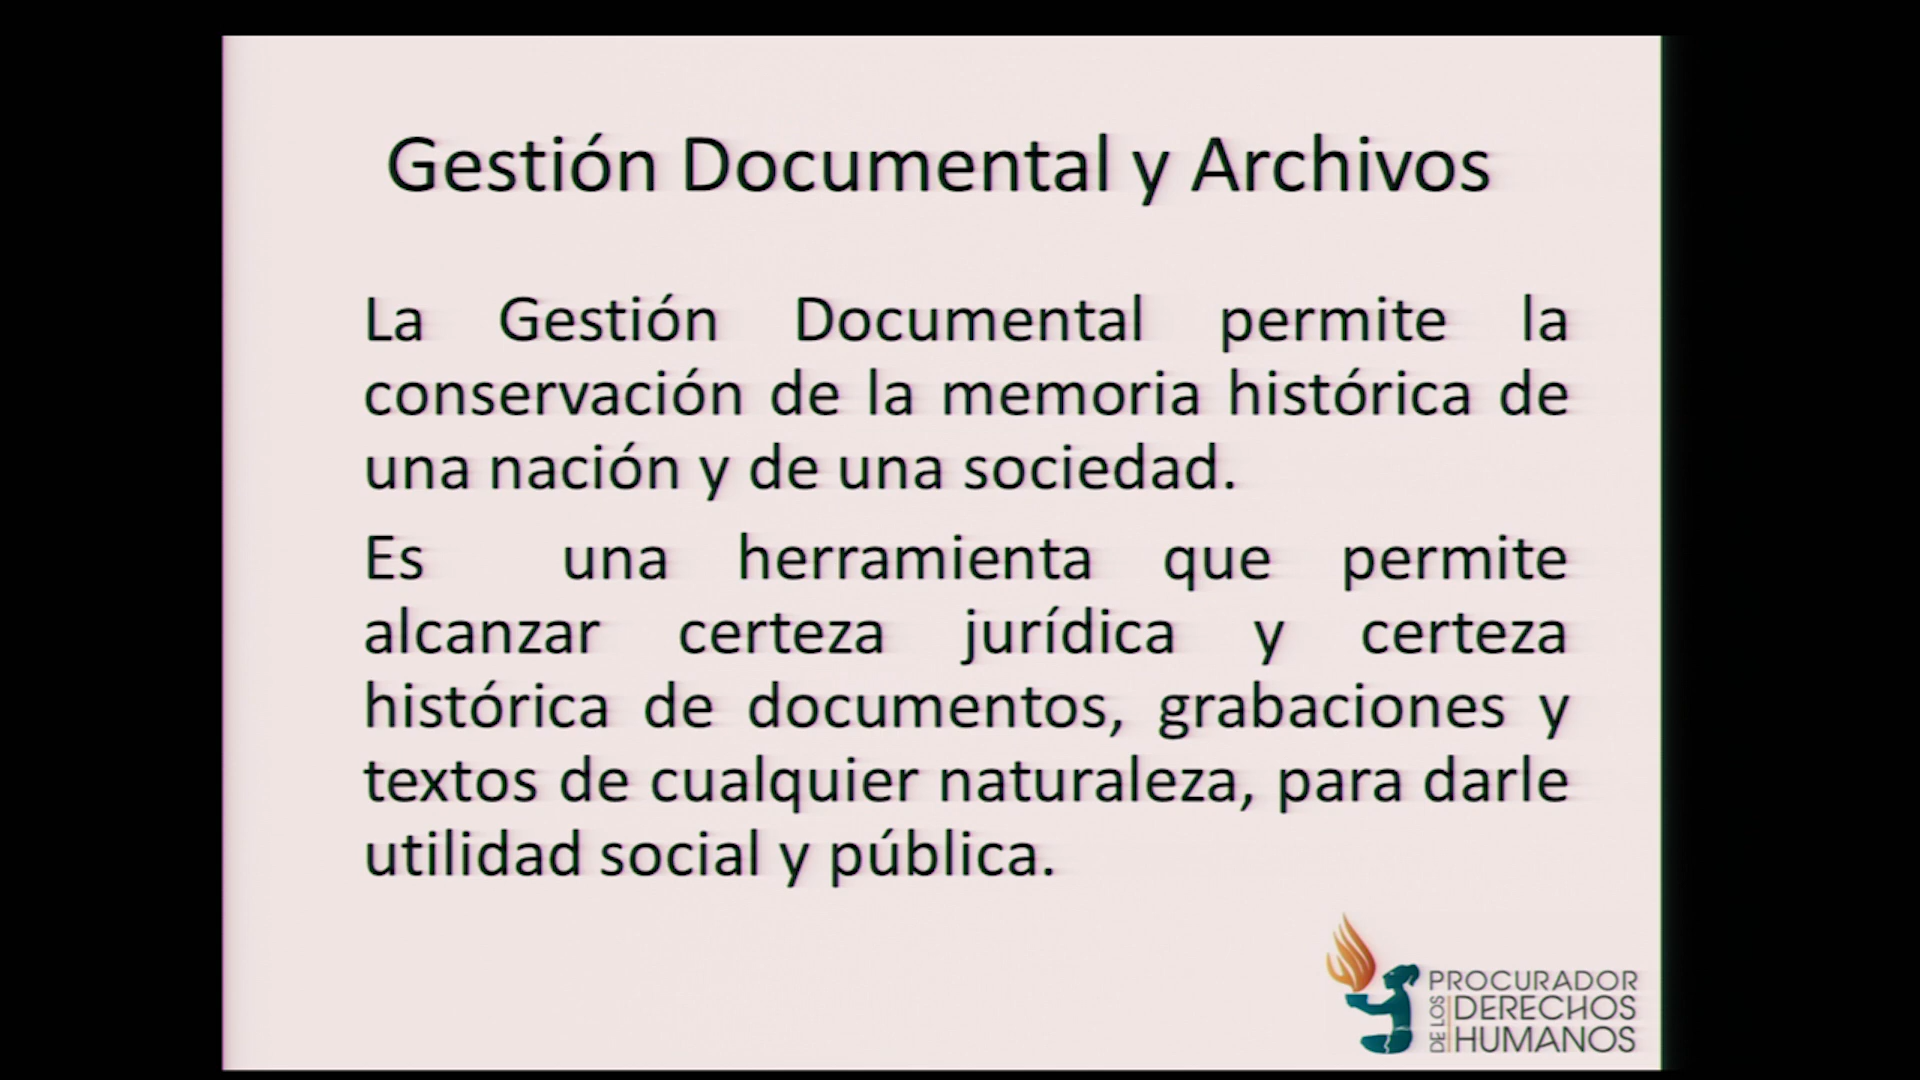 Gestión Documental y Archivos
La Gestión Documental permite la
conservación de la memoria histórica de
una nación y de una sociedad.
Es una herramienta que permite
alcanzar certeza jurídica y certeza
histórica de documentos, grabaciones y
textos de cualquier naturaleza, para darle
utilidad social y pública.
PROCURADOR
DE LOS DERECHOS
HUMANOS